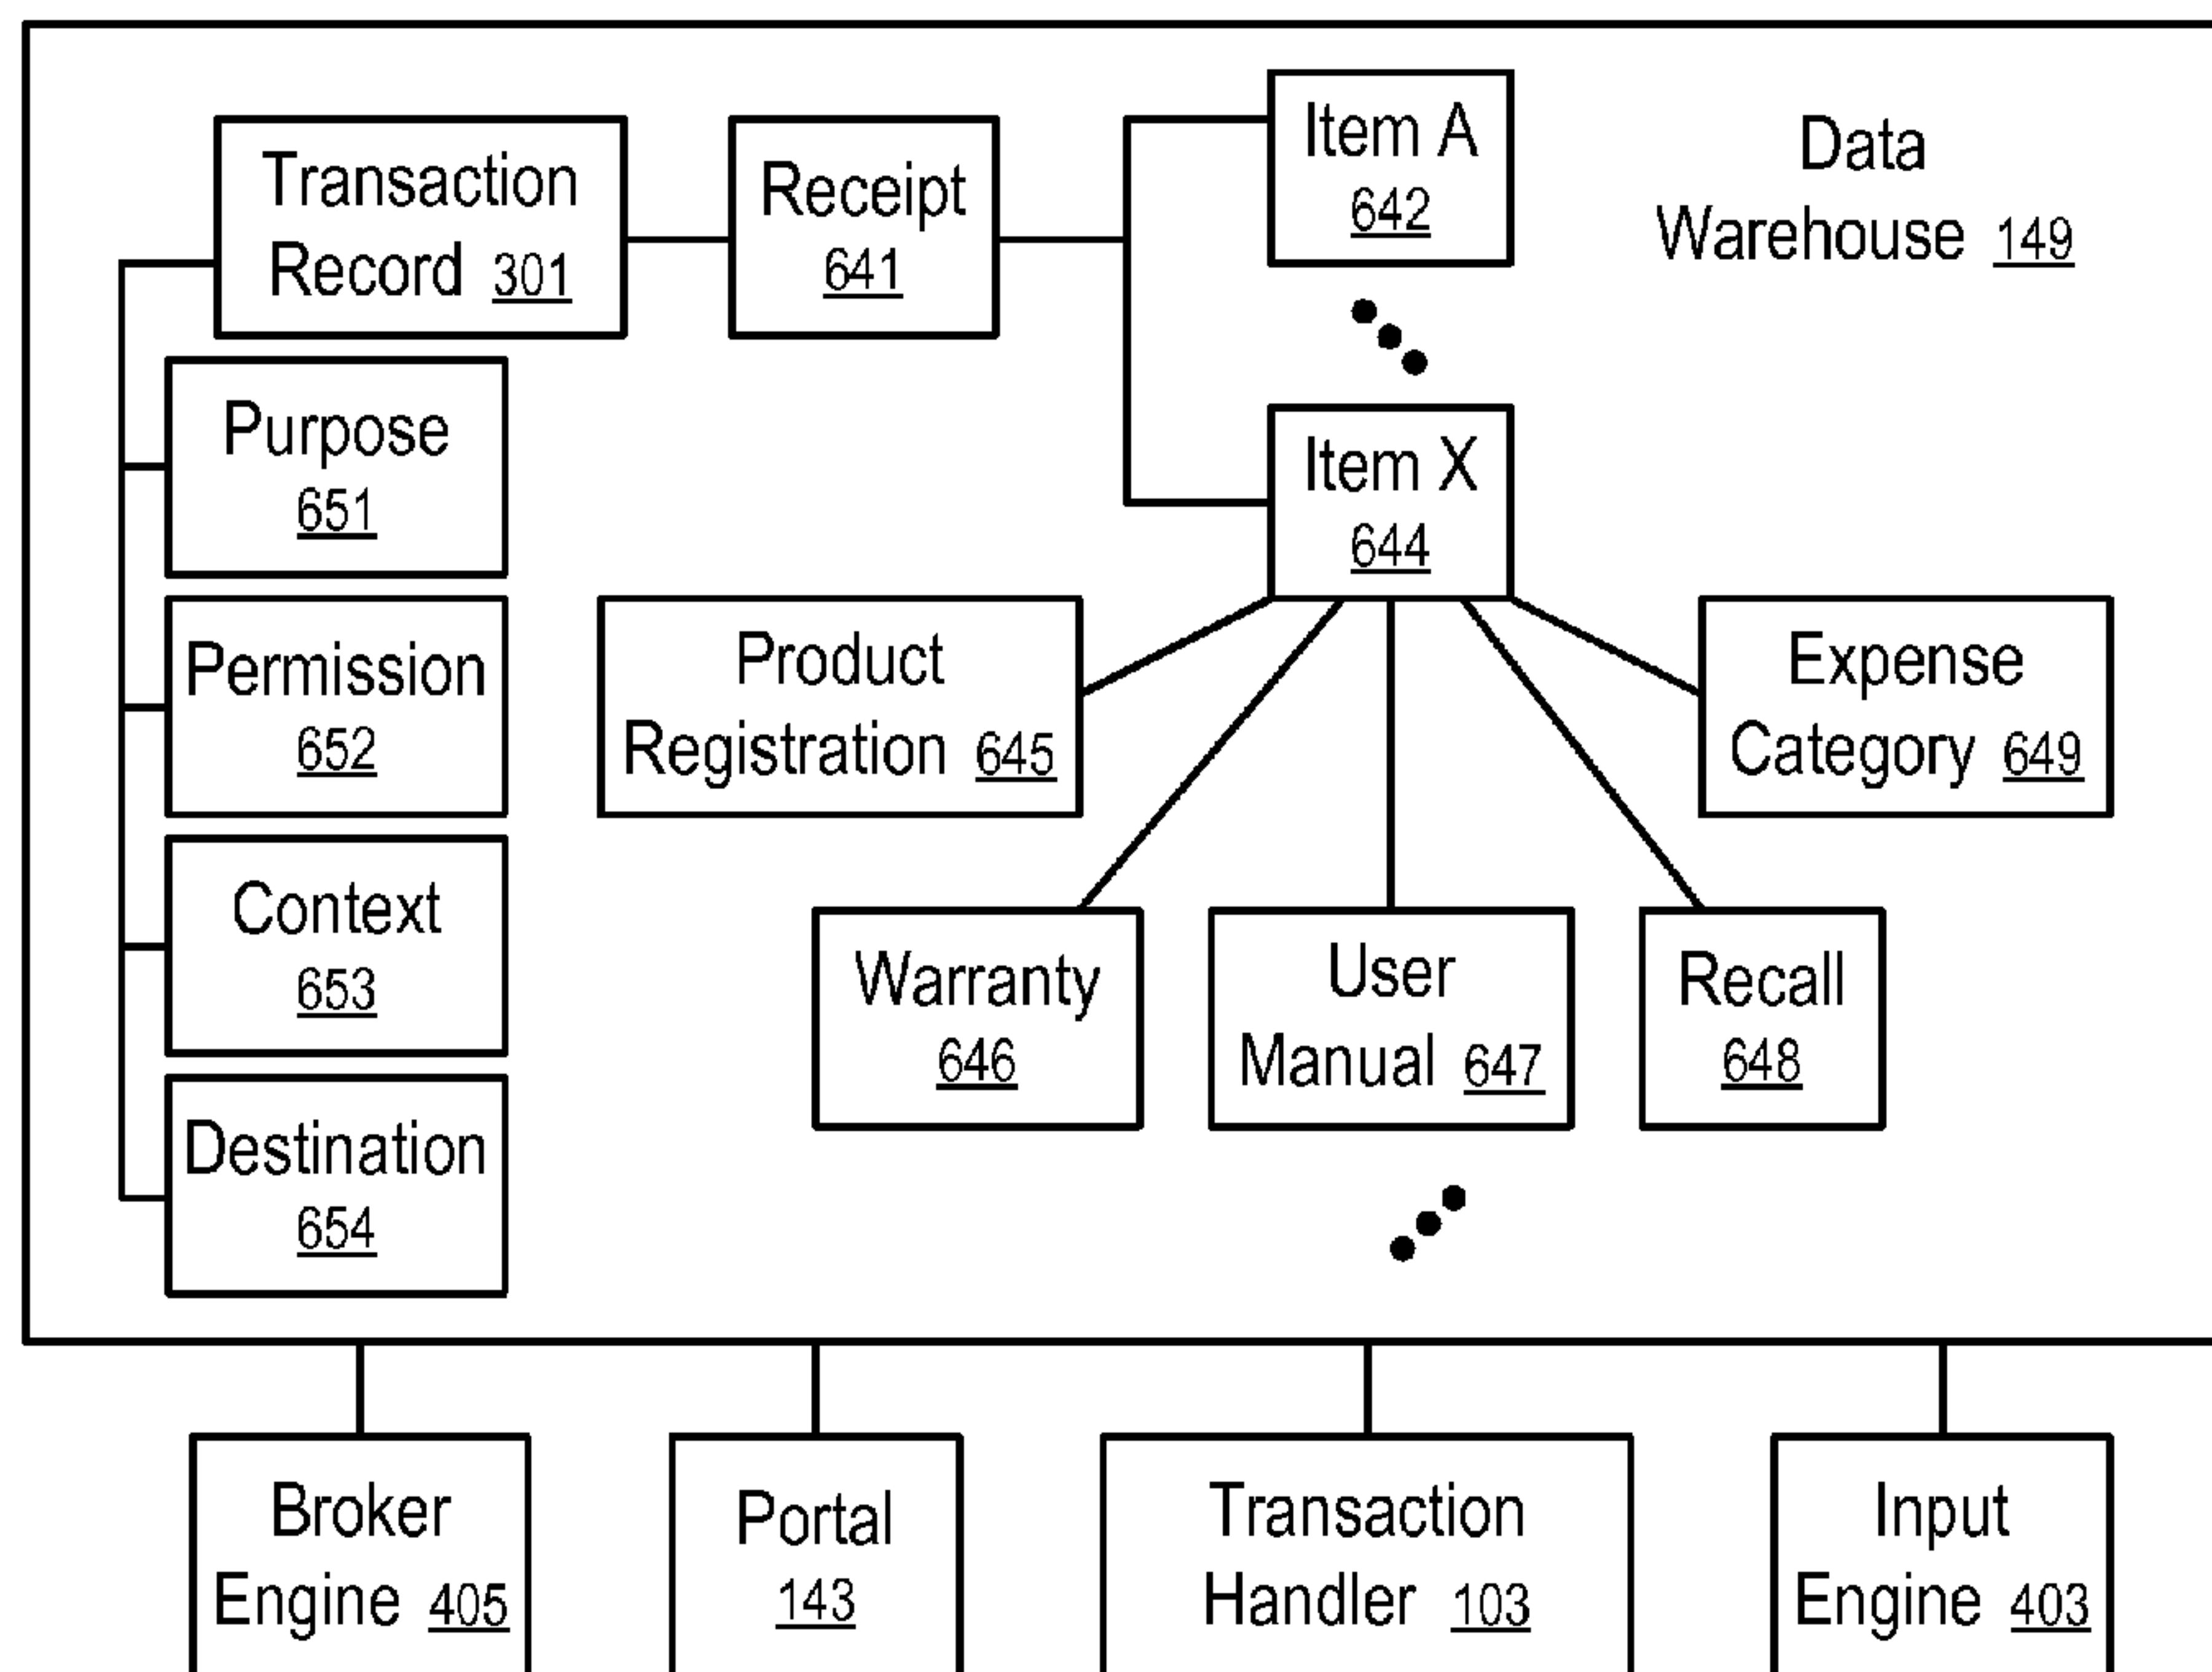 Transaction
Record 301
Receipt
641
Item A
642
Data
Warehouse 149
Purpose
651
Item X
644
Permission
652
Product
Registration 645
Expense
Category 649
Context
653
Warranty
646
User
Manual 647
Recall
648
Destination
654
Broker
Engine 405
Portal
143
Transaction
Handler 103
Input
Engine 403